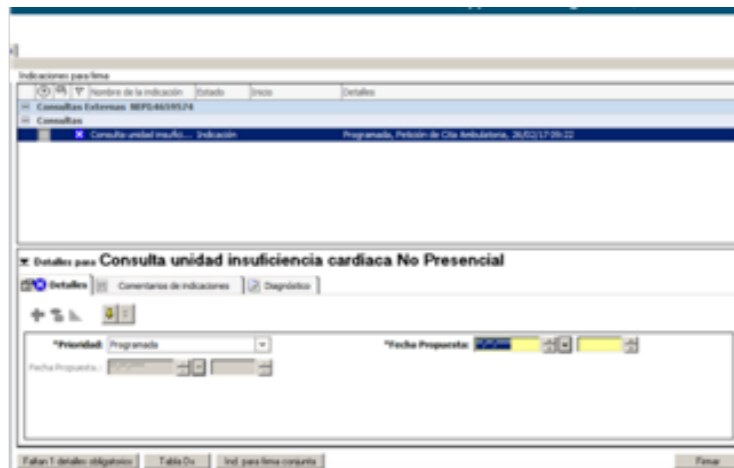 Indicaciones para firma
Nombre de la indicación Estado Inicio Detalles
Consultas Externas
Consultas
Consulta unidad insufici... Indicación Programada, Petición de Cita Ambulatoria, 26/02/17 09:22
Detalles para Consulta unidad insuficiencia cardíaca No Presencial
Detalles Comentarios de indicaciones Diagnóstico
*Prioridad: Programada *Fecha Propuesta:
Fecha Propuesta.:
Faltan 1 detalles obligatorios Tabla Dx Ind. para firma conjunta Firmar